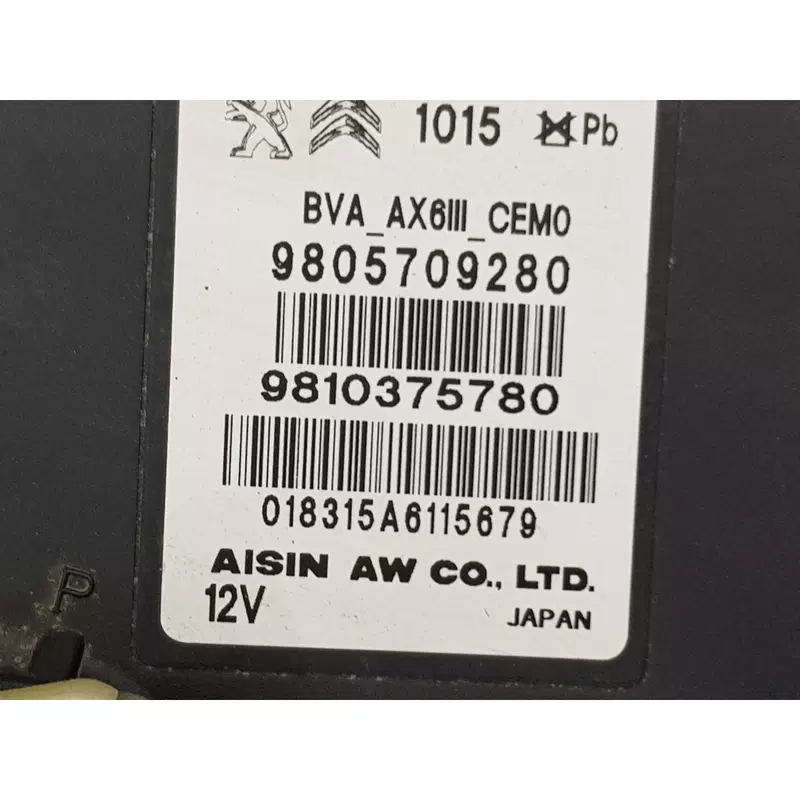 1015 Pb
BVA_AX6III_CEM0
9805709280
9810375780
018315A6115679
AISIN AW CO., LTD.
12V JAPAN
P